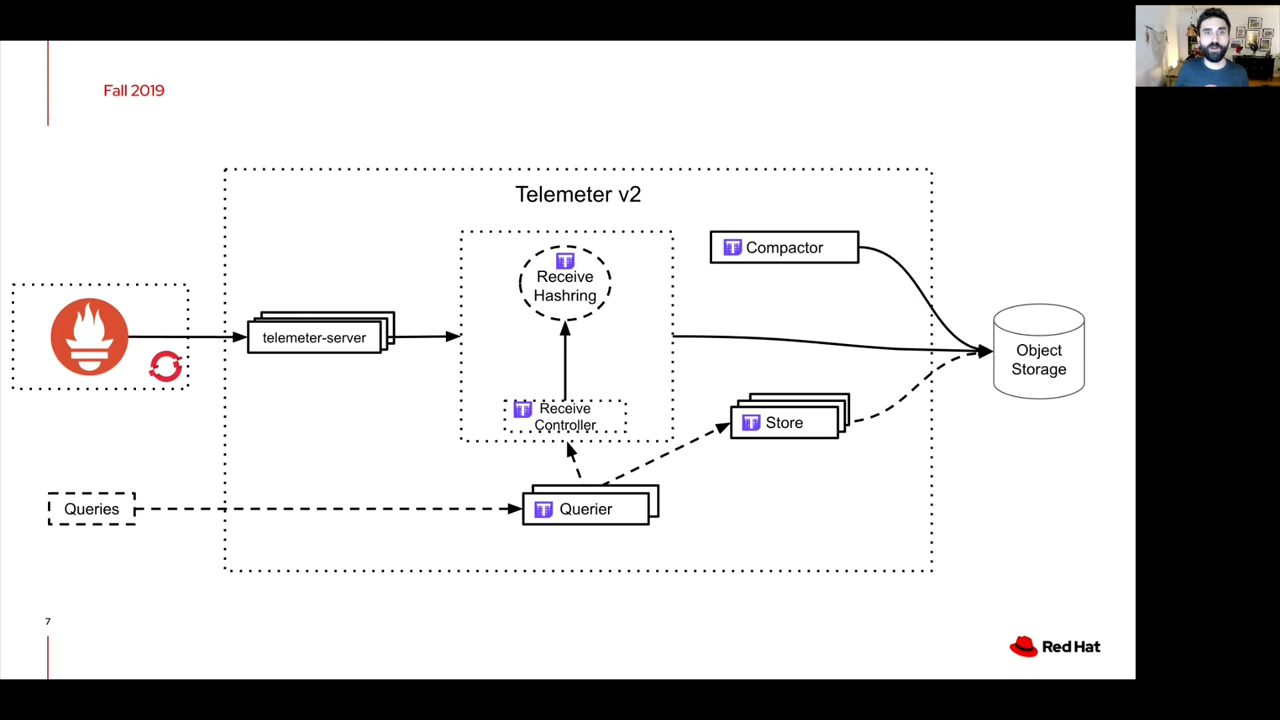 Fall 2019
Telemeter v2
Receive
Hashring
Compactor
telemeter-server
Object
Storage
Receive
Controller
Store
Queries
Querier
7
Red Hat